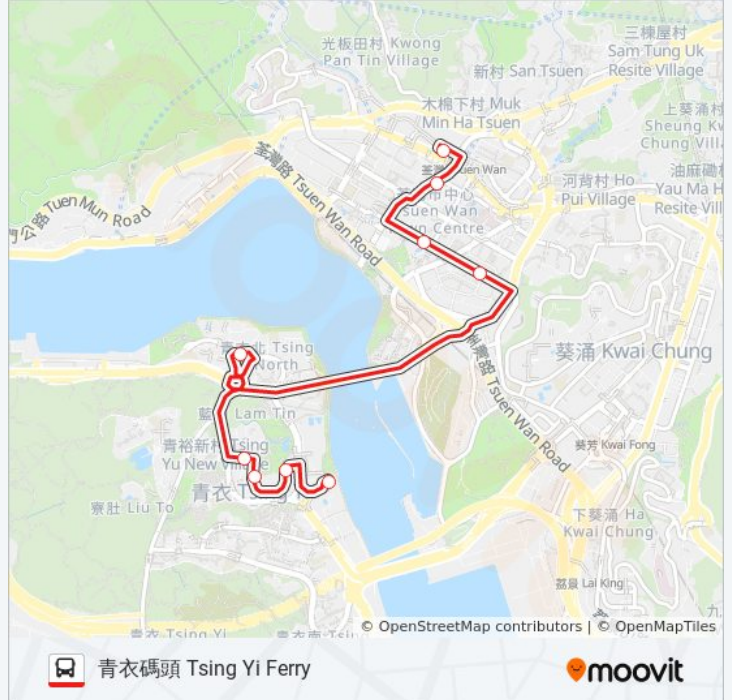 光板田村 Kwong
Pan Tin Village
三棟屋村
Sam Tung Uk
Resite Village
新村 San Tsuen
木棉下村 Muk
Min Ha Tsuen
上葵涌村
Sheung Kw
Chung Villa
荃灣 Tsuen Wan
油麻磡村
Yau Ma H
Resite Vill
河背村 Ho
Pui Village
市中心
Tsuen Wan
Centre
荃灣路 Tsuen Wan Road
門公路 Tuen Mun Road
青衣北 Tsing
North
葵涌 Kwai Chung
荃灣路 Tsuen Wan Road
Lam Tin
青裕新村 Tsing
Yu New Village
葵芳 Kwai Fong
青衣
寮肚 Liu To
下葵涌 Ha
Kwai Chung
荔景 Lai King
青衣 Tsing Yi
© OpenStreetMap contributors | © OpenMapTiles
青衣碼頭 Tsing Yi Ferry
moovit